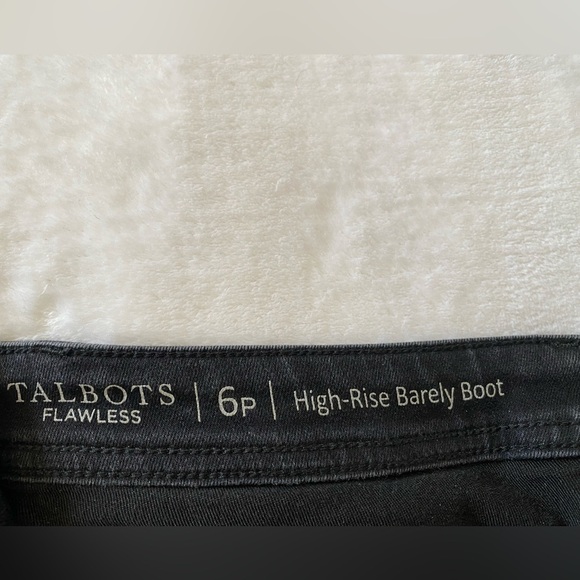 TALBOTS
FLAWLESS
| 6P | High-Rise Barely Boot